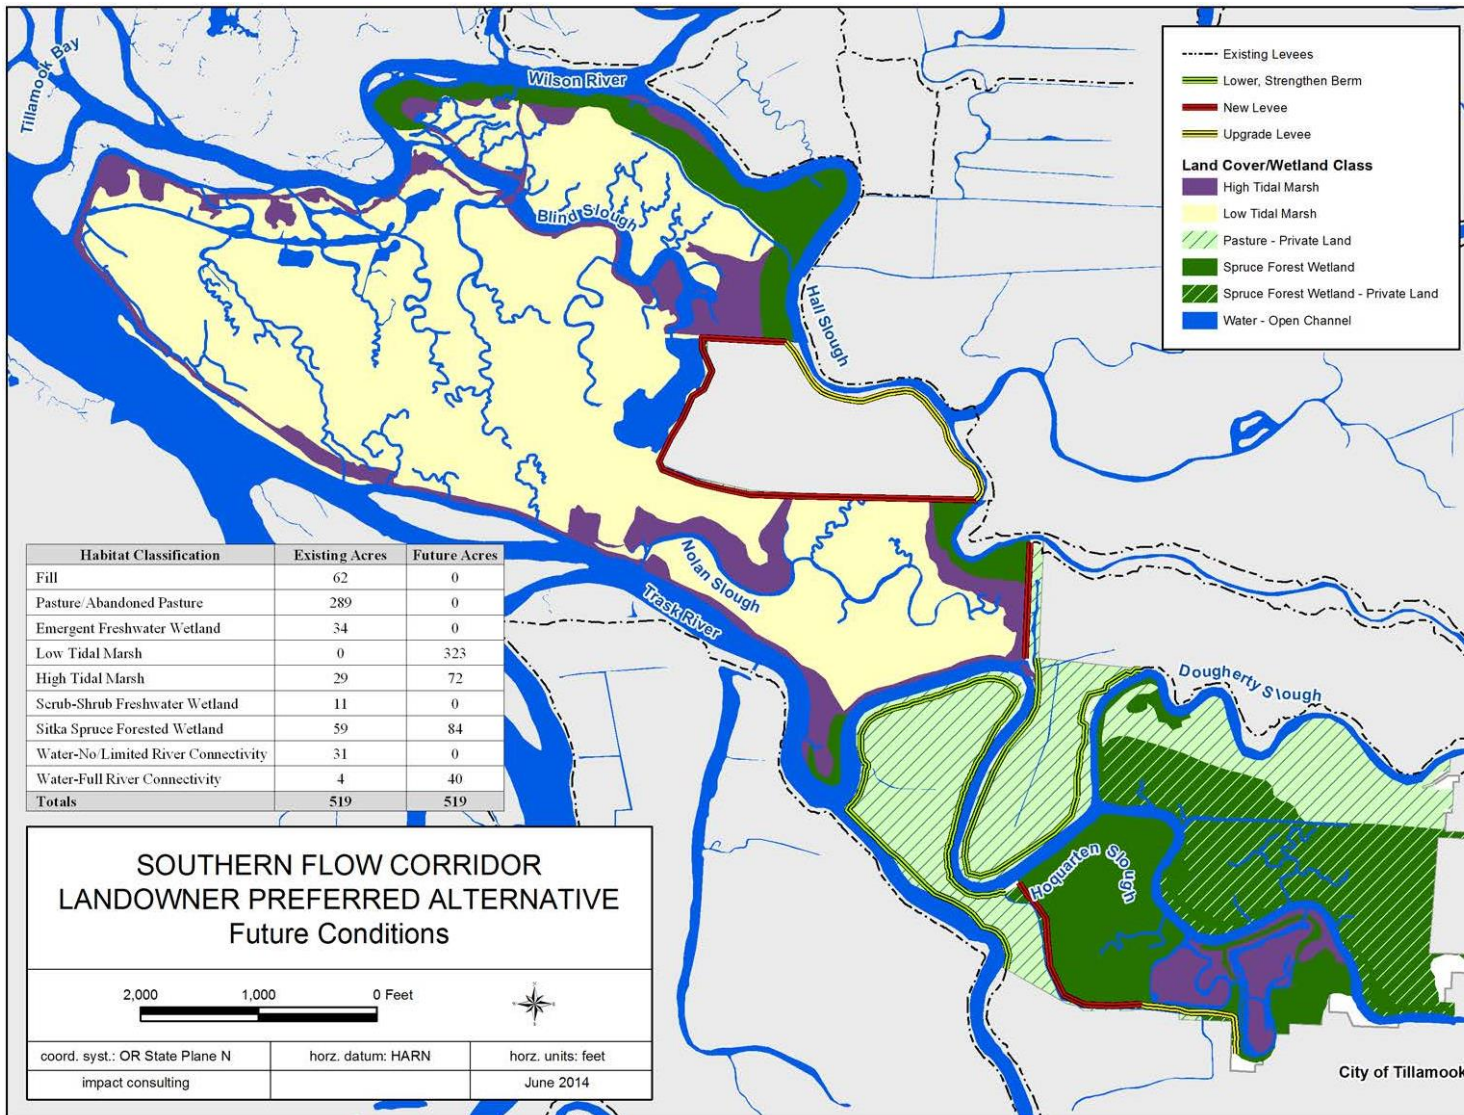 Tillamook Bay
Wilson River
Blind Slough
Hall Slough
Existing Levees
Lower, Strengthen Berm
New Levee
Upgrade Levee
Land Cover/Wetland Class
High Tidal Marsh
Low Tidal Marsh
Pasture - Private Land
Spruce Forest Wetland
Spruce Forest Wetland - Private Land
Water - Open Channel
Nolan Slough
Trask River
Dougherty Slough
Hoquarten Slough
City of Tillamook
Habitat Classification Existing Acres Future Acres
Fill 62 0
Pasture/Abandoned Pasture 289 0
Emergent Freshwater Wetland 34 0
Low Tidal Marsh 0 323
High Tidal Marsh 29 72
Scrub-Shrub Freshwater Wetland 11 0
Sitka Spruce Forested Wetland 59 84
Water-No/Limited River Connectivity 31 0
Water-Full River Connectivity 4 40
Totals 519 519
SOUTHERN FLOW CORRIDOR
LANDOWNER PREFERRED ALTERNATIVE
Future Conditions
2,000 1,000 0 Feet
coord. syst.: OR State Plane N horz. datum: HARN horz. units: feet
impact consulting June 2014